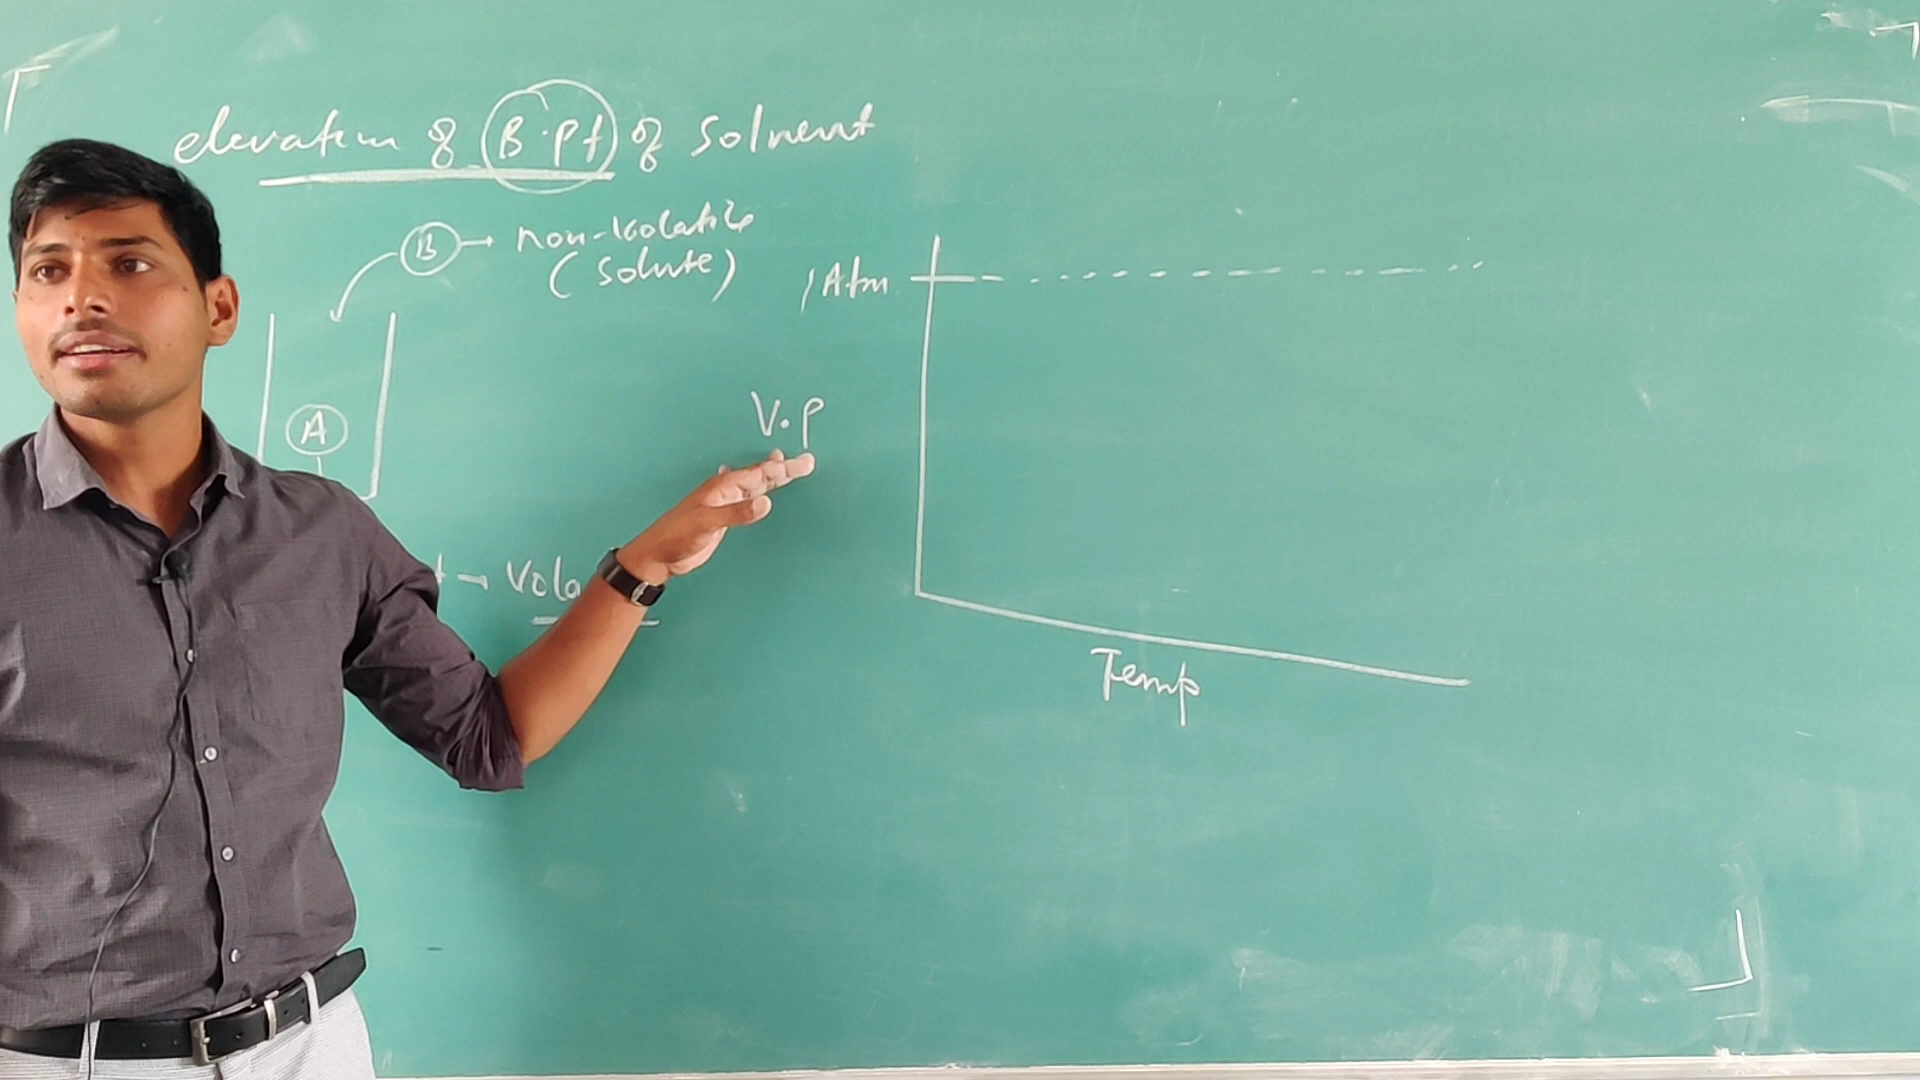 elevation of B.pt of Solvent
B → non-volatile
(Solute)
1 Atm
A
V.P
Temp